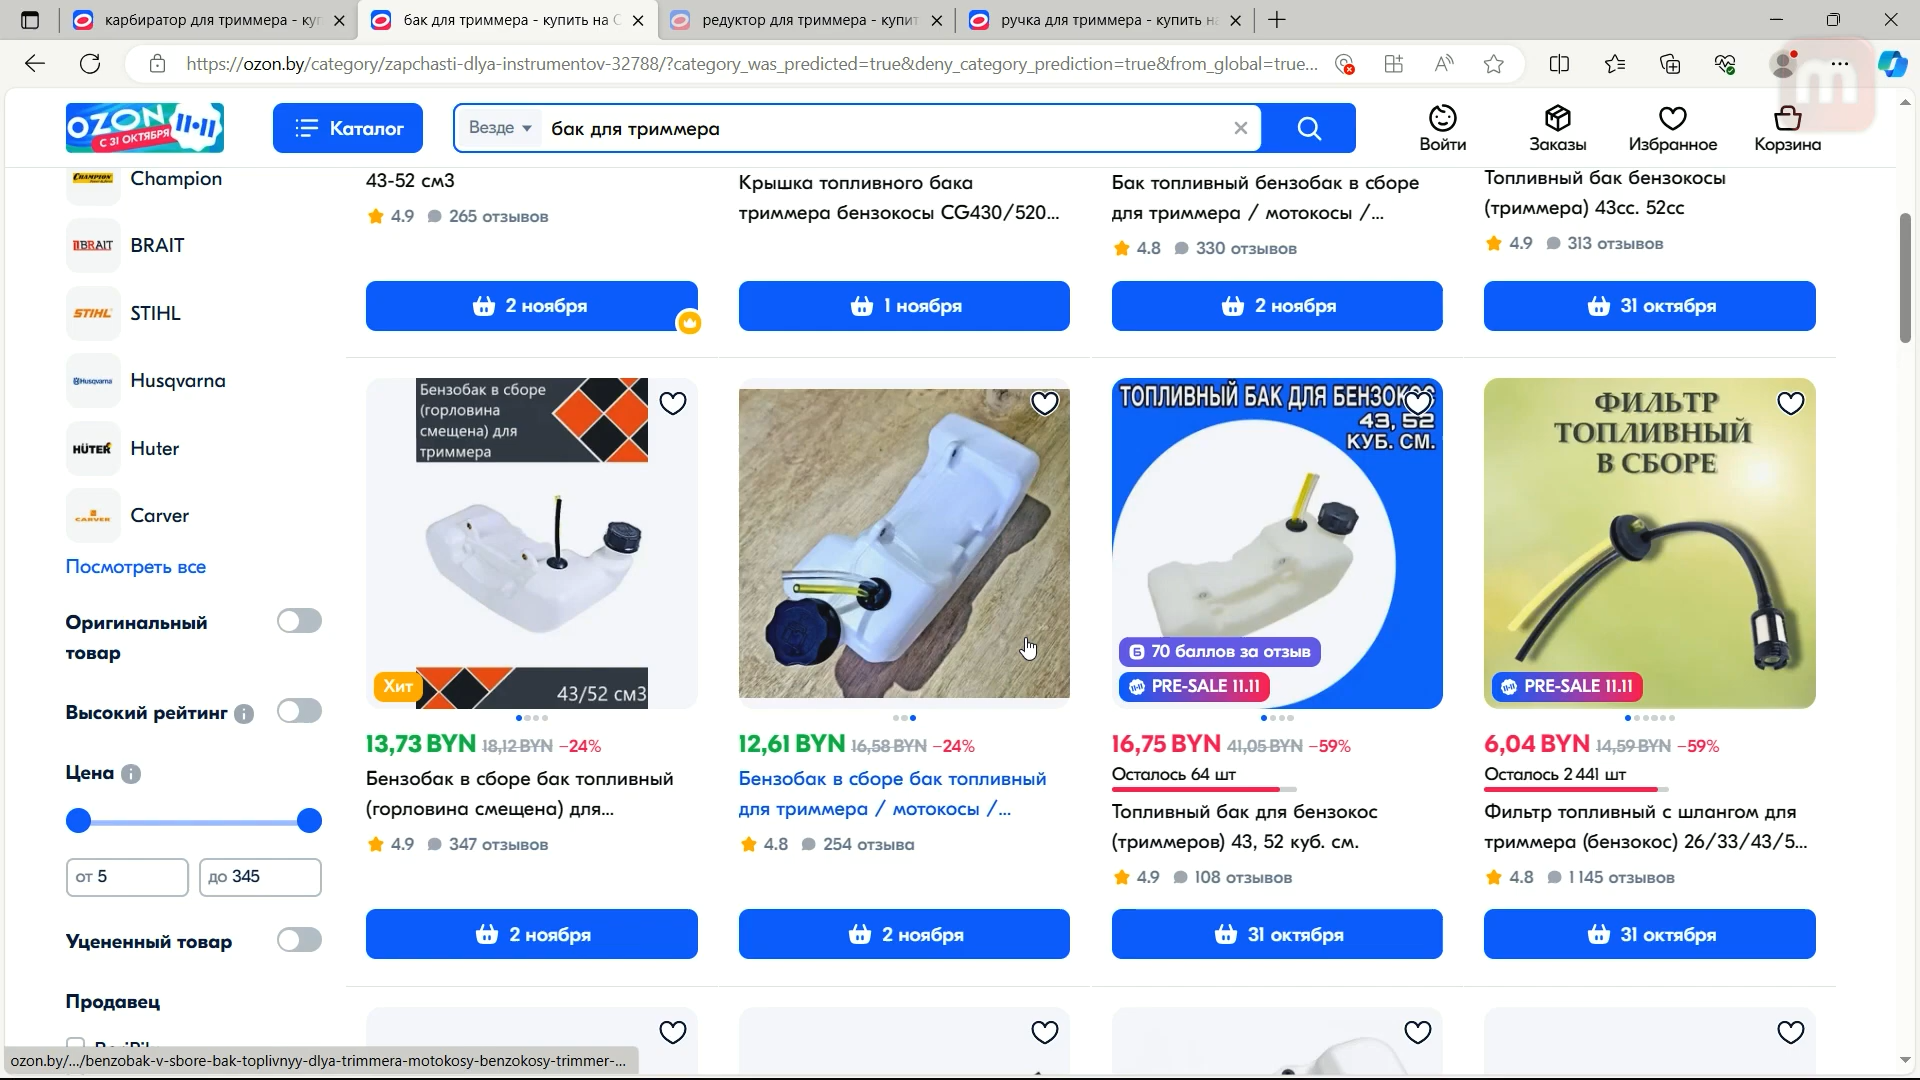 карбиратор для триммера - куп
бак для триммера - купить на О
редуктор для триммера - купит
ручка для триммера - купить на
https://ozon.by/category/zapchasti-dlya-instrumentov-32788/?category_was_predicted=true&deny_category_prediction=true&from_global=true...
OZON
С 31 ОКТЯБРЯ
Каталог
Везде
бак для триммера
Войти
Заказы
Избранное
Корзина
m
CHAMPION
Champion
BRAIT
BRAIT
STIHL
STIHL
Husqvarna
Husqvarna
HÜTER
Huter
CARVER
Carver
Посмотреть все
Оригинальный
товар
Высокий рейтинг
Цена
от 5
до 345
Уцененный товар
Продавец
43-52 см3
4.9
265 отзывов
2 ноября
Крышка топливного бака
триммера бензокосы CG430/520...
1 ноября
Бак топливный бензобак в сборе
для триммера / мотокосы /...
4.8
330 отзывов
2 ноября
Топливный бак бензокосы
(триммера) 43сс. 52сс
4.9
313 отзывов
31 октября
Бензобак в сборе
(горловина
смещена) для
триммера
Хит
43/52 см3
13,73 BYN 18,12 BYN −24%
Бензобак в сборе бак топливный
(горловина смещена) для...
4.9
347 отзывов
2 ноября
12,61 BYN 16,58 BYN −24%
Бензобак в сборе бак топливный
для триммера / мотокосы /...
4.8
254 отзыва
2 ноября
ТОПЛИВНЫЙ БАК ДЛЯ БЕНЗОКОС
43, 52
КУБ. СМ.
70 баллов за отзыв
PRE-SALE 11.11
16,75 BYN 41,05 BYN −59%
Осталось 64 шт
Топливный бак для бензокос
(триммеров) 43, 52 куб. см.
4.9
108 отзывов
31 октября
ФИЛЬТР
ТОПЛИВНЫЙ
В СБОРЕ
PRE-SALE 11.11
6,04 BYN 14,59 BYN −59%
Осталось 2 441 шт
Фильтр топливный с шлангом для
триммера (бензокос) 26/33/43/5...
4.8
1 145 отзывов
31 октября
ozon.by/.../benzobak-v-sbore-bak-toplivnyy-dlya-trimmera-motokosy-benzokosy-trimmer-...